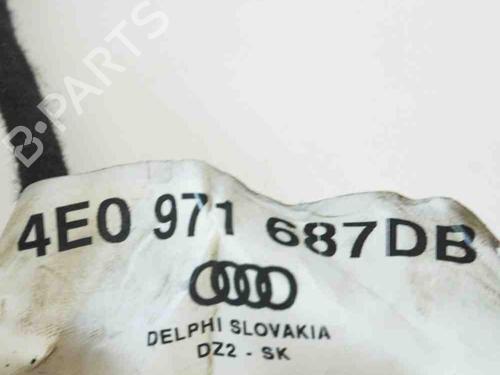 B-PARTS
4E0 971 687DB
DELPHI SLOVAKIA
DZ2 - SK